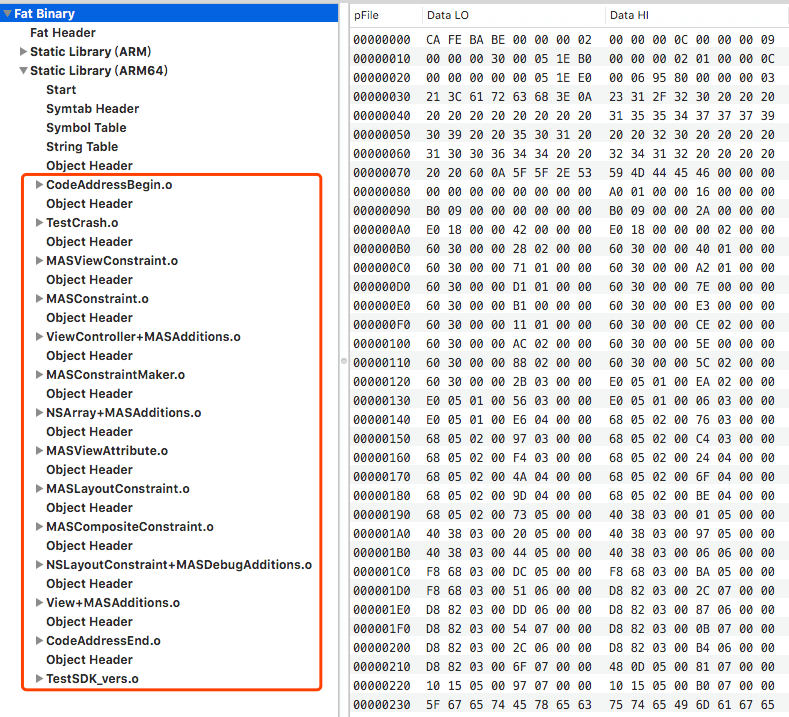 Fat Binary
Fat Header
Static Library (ARM)
Static Library (ARM64)
Start
Symtab Header
Symbol Table
String Table
Object Header
CodeAddressBegin.o
Object Header
TestCrash.o
Object Header
MASViewConstraint.o
Object Header
MASConstraint.o
Object Header
ViewController+MASAdditions.o
Object Header
MASConstraintMaker.o
Object Header
NSArray+MASAdditions.o
Object Header
MASViewAttribute.o
Object Header
MASLayoutConstraint.o
Object Header
MASCompositeConstraint.o
Object Header
NSLayoutConstraint+MASDebugAdditions.o
Object Header
View+MASAdditions.o
Object Header
CodeAddressEnd.o
Object Header
TestSDK_vers.o
pFile Data LO Data HI
00000000 CA FE BA BE 00 00 00 02 00 00 00 0C 00 00 00 09
00000010 00 00 00 30 00 05 1E B0 00 00 00 02 01 00 00 0C
00000020 00 00 00 00 00 05 1E E0 00 06 95 80 00 00 00 03
00000030 21 3C 61 72 63 68 3E 0A 23 31 2F 32 30 20 20 20
00000040 20 20 20 20 20 20 20 20 31 35 35 34 37 37 37 39
00000050 30 39 20 20 35 30 31 20 20 20 32 30 20 20 20 20
00000060 31 30 30 36 34 34 20 20 32 34 31 32 20 20 20 20
00000070 20 20 60 0A 5F 5F 2E 53 59 4D 44 45 46 00 00 00
00000080 00 00 00 00 00 00 00 00 A0 01 00 00 16 00 00 00
00000090 B0 09 00 00 00 00 00 00 B0 09 00 00 2A 00 00 00
000000A0 E0 18 00 00 42 00 00 00 E0 18 00 00 02 00 00 00
000000B0 60 30 00 00 28 02 00 00 60 30 00 00 40 01 00 00
000000C0 60 30 00 00 71 01 00 00 60 30 00 00 A2 01 00 00
000000D0 60 30 00 00 D1 01 00 00 60 30 00 00 7E 00 00 00
000000E0 60 30 00 00 B1 00 00 00 60 30 00 00 E3 00 00 00
000000F0 60 30 00 00 11 01 00 00 60 30 00 00 CE 02 00 00
00000100 60 30 00 00 AC 02 00 00 60 30 00 00 5E 00 00 00
00000110 60 30 00 00 88 02 00 00 60 30 00 00 5C 02 00 00
00000120 60 30 00 00 2B 03 00 00 E0 05 01 00 EA 02 00 00
00000130 E0 05 01 00 56 03 00 00 E0 05 01 00 06 03 00 00
00000140 E0 05 01 00 E6 04 00 00 68 05 02 00 76 03 00 00
00000150 68 05 02 00 97 03 00 00 68 05 02 00 C4 03 00 00
00000160 68 05 02 00 F4 03 00 00 68 05 02 00 24 04 00 00
00000170 68 05 02 00 4A 04 00 00 68 05 02 00 6F 04 00 00
00000180 68 05 02 00 9D 04 00 00 68 05 02 00 BE 04 00 00
00000190 68 05 02 00 73 05 00 00 40 38 03 00 01 05 00 00
000001A0 40 38 03 00 20 05 00 00 40 38 03 00 97 05 00 00
000001B0 40 38 03 00 44 05 00 00 40 38 03 00 06 06 00 00
000001C0 F8 68 03 00 DC 05 00 00 F8 68 03 00 BA 05 00 00
000001D0 F8 68 03 00 51 06 00 00 D8 82 03 00 2C 07 00 00
000001E0 D8 82 03 00 DD 06 00 00 D8 82 03 00 87 06 00 00
000001F0 D8 82 03 00 54 07 00 00 D8 82 03 00 0B 07 00 00
00000200 D8 82 03 00 2C 06 00 00 D8 82 03 00 B4 06 00 00
00000210 D8 82 03 00 6F 07 00 00 48 0D 05 00 81 07 00 00
00000220 10 15 05 00 97 07 00 00 10 15 05 00 B0 07 00 00
00000230 5F 67 65 74 45 78 65 63 75 74 65 49 6D 61 67 65